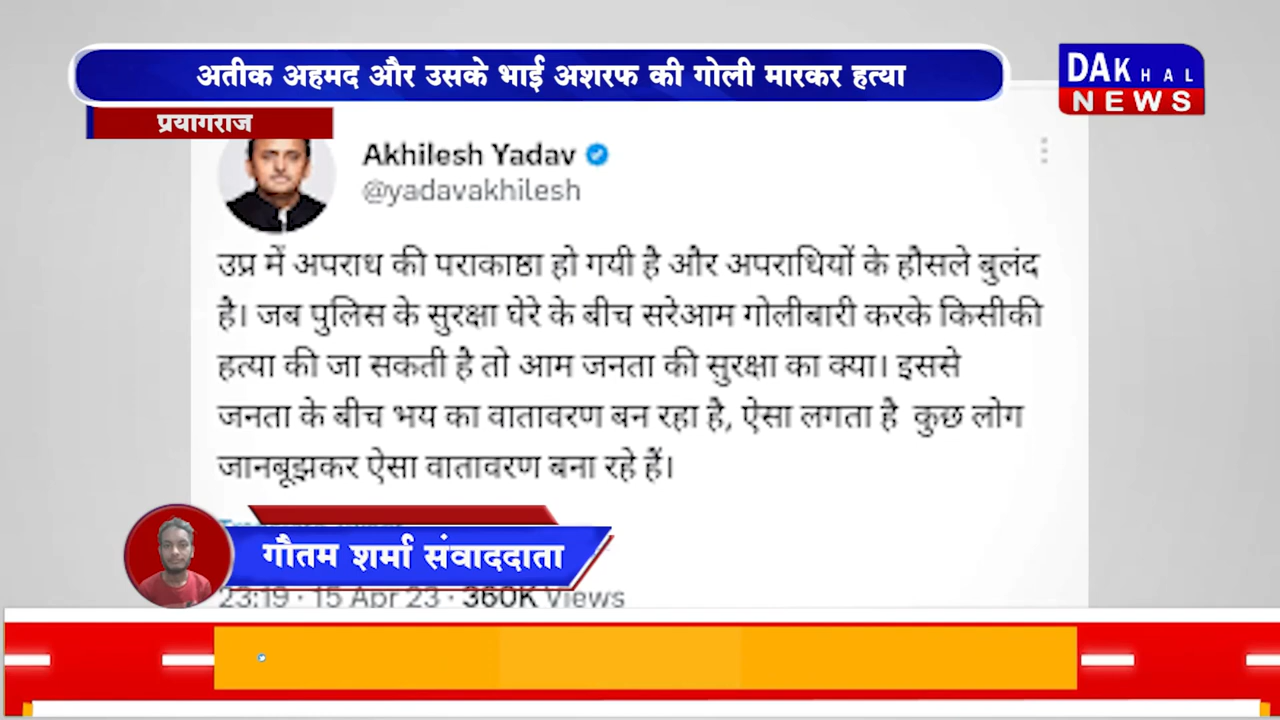 अतीक अहमद और उसके भाई अशरफ की गोली मारकर हत्या
DAKHAL
NEWS
प्रयागराज
Akhilesh Yadav
@yadavakhilesh
उप्र में अपराध की पराकाष्ठा हो गयी है और अपराधियों के हौसले बुलंद
है। जब पुलिस के सुरक्षा घेरे के बीच सरेआम गोलीबारी करके किसीकी
हत्या की जा सकती है तो आम जनता की सुरक्षा का क्या। इससे
जनता के बीच भय का वातावरण बन रहा है, ऐसा लगता है कुछ लोग
जानबूझकर ऐसा वातावरण बना रहे हैं।
गौतम शर्मा संवाददाता
23:19 · 15 Apr 23 · 360K Views